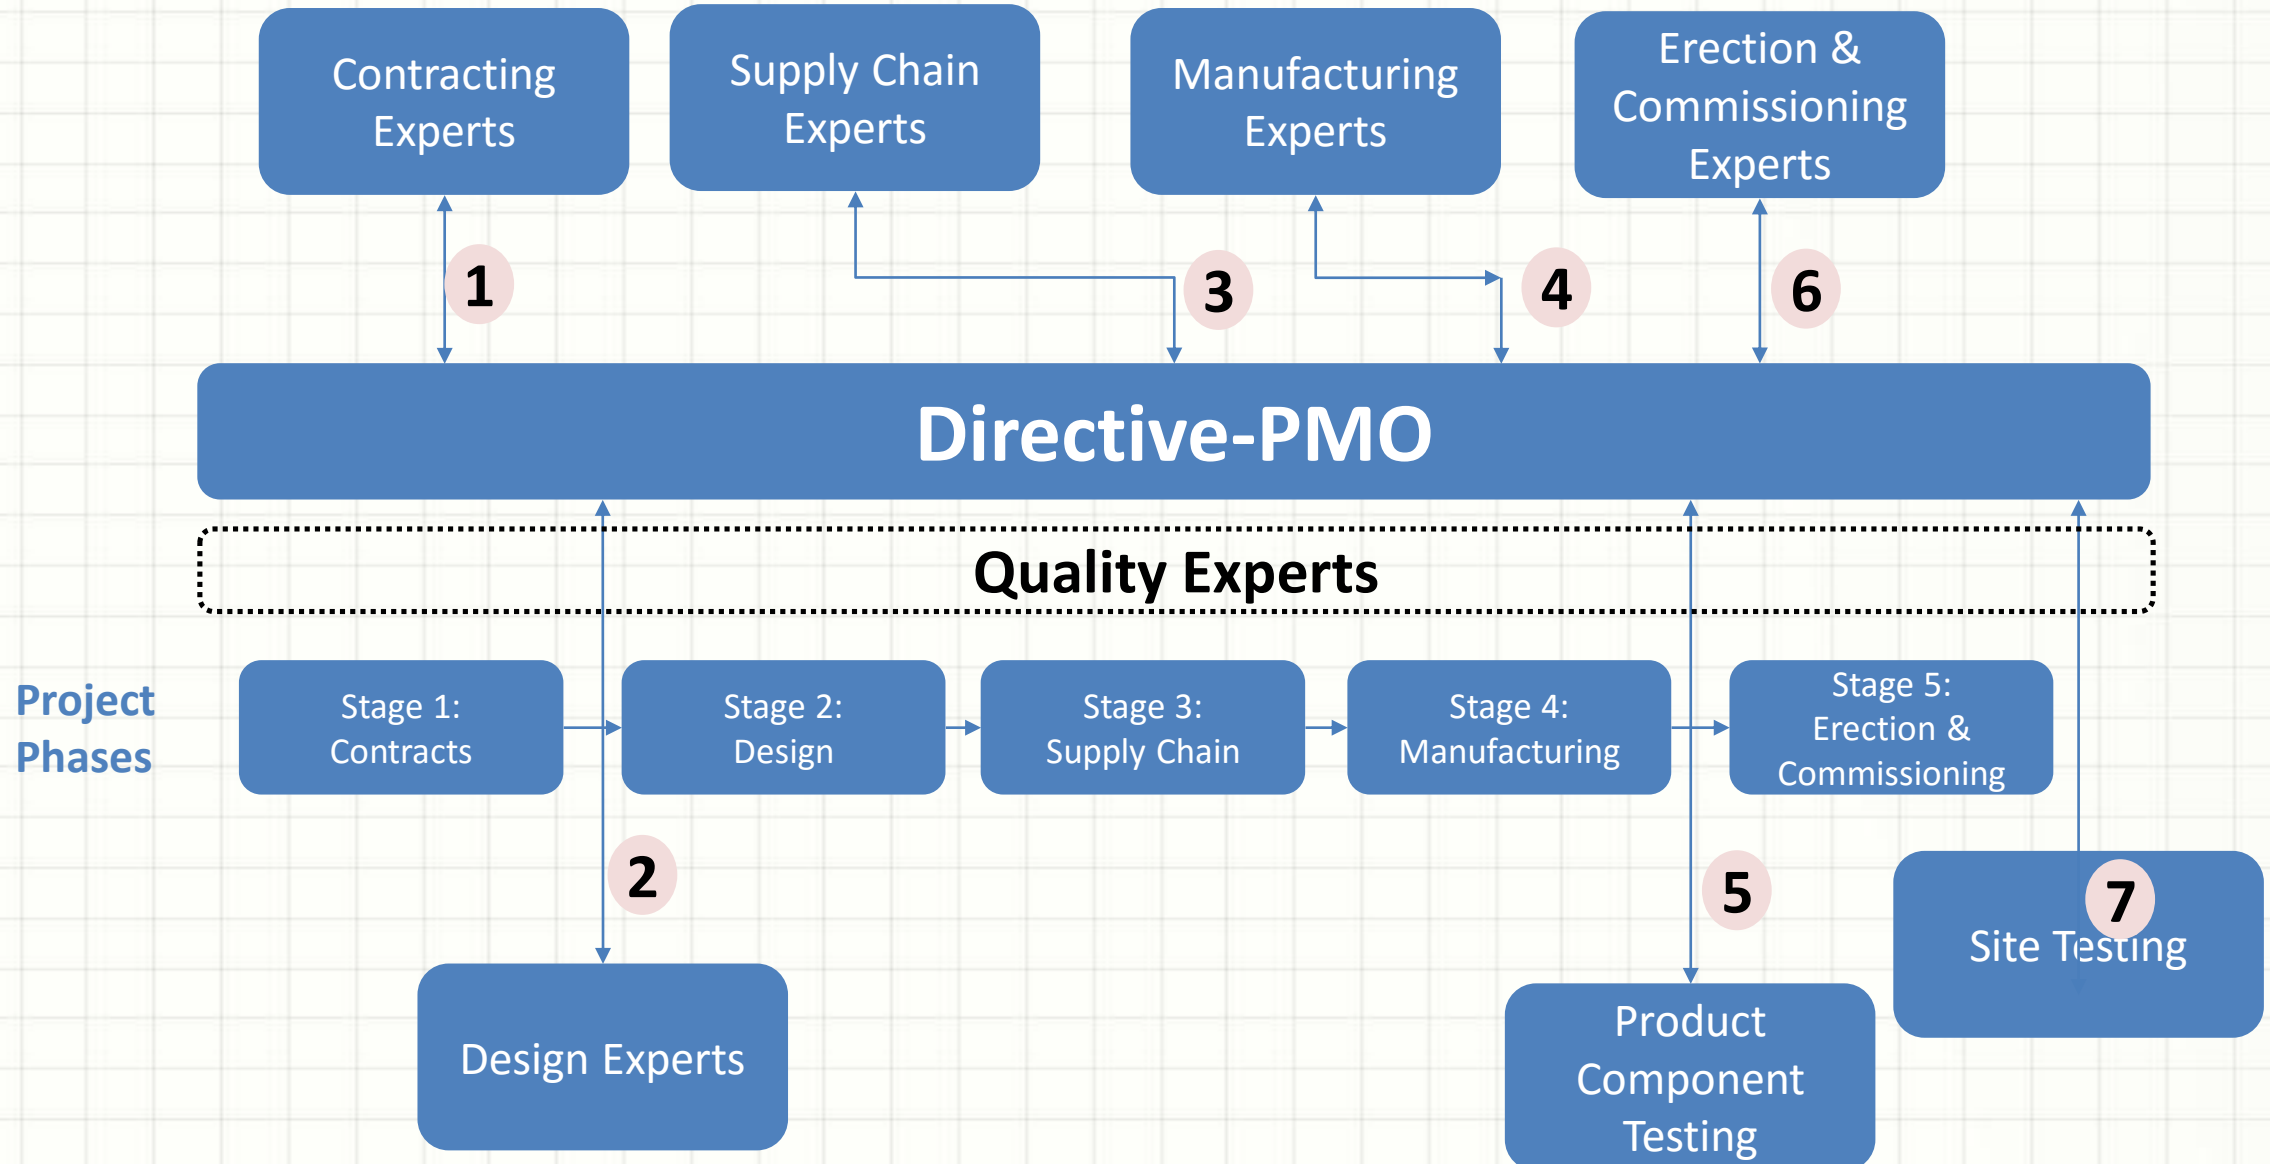 Contracting
Experts
Supply Chain
Experts
Manufacturing
Experts
Erection &
Commissioning
Experts
1
3
4
6
Directive-PMO
Quality Experts
Project
Phases
Stage 1:
Contracts
Stage 2:
Design
Stage 3:
Supply Chain
Stage 4:
Manufacturing
Stage 5:
Erection &
Commissioning
2
5
7
Design Experts
Product
Component
Testing
Site Testing